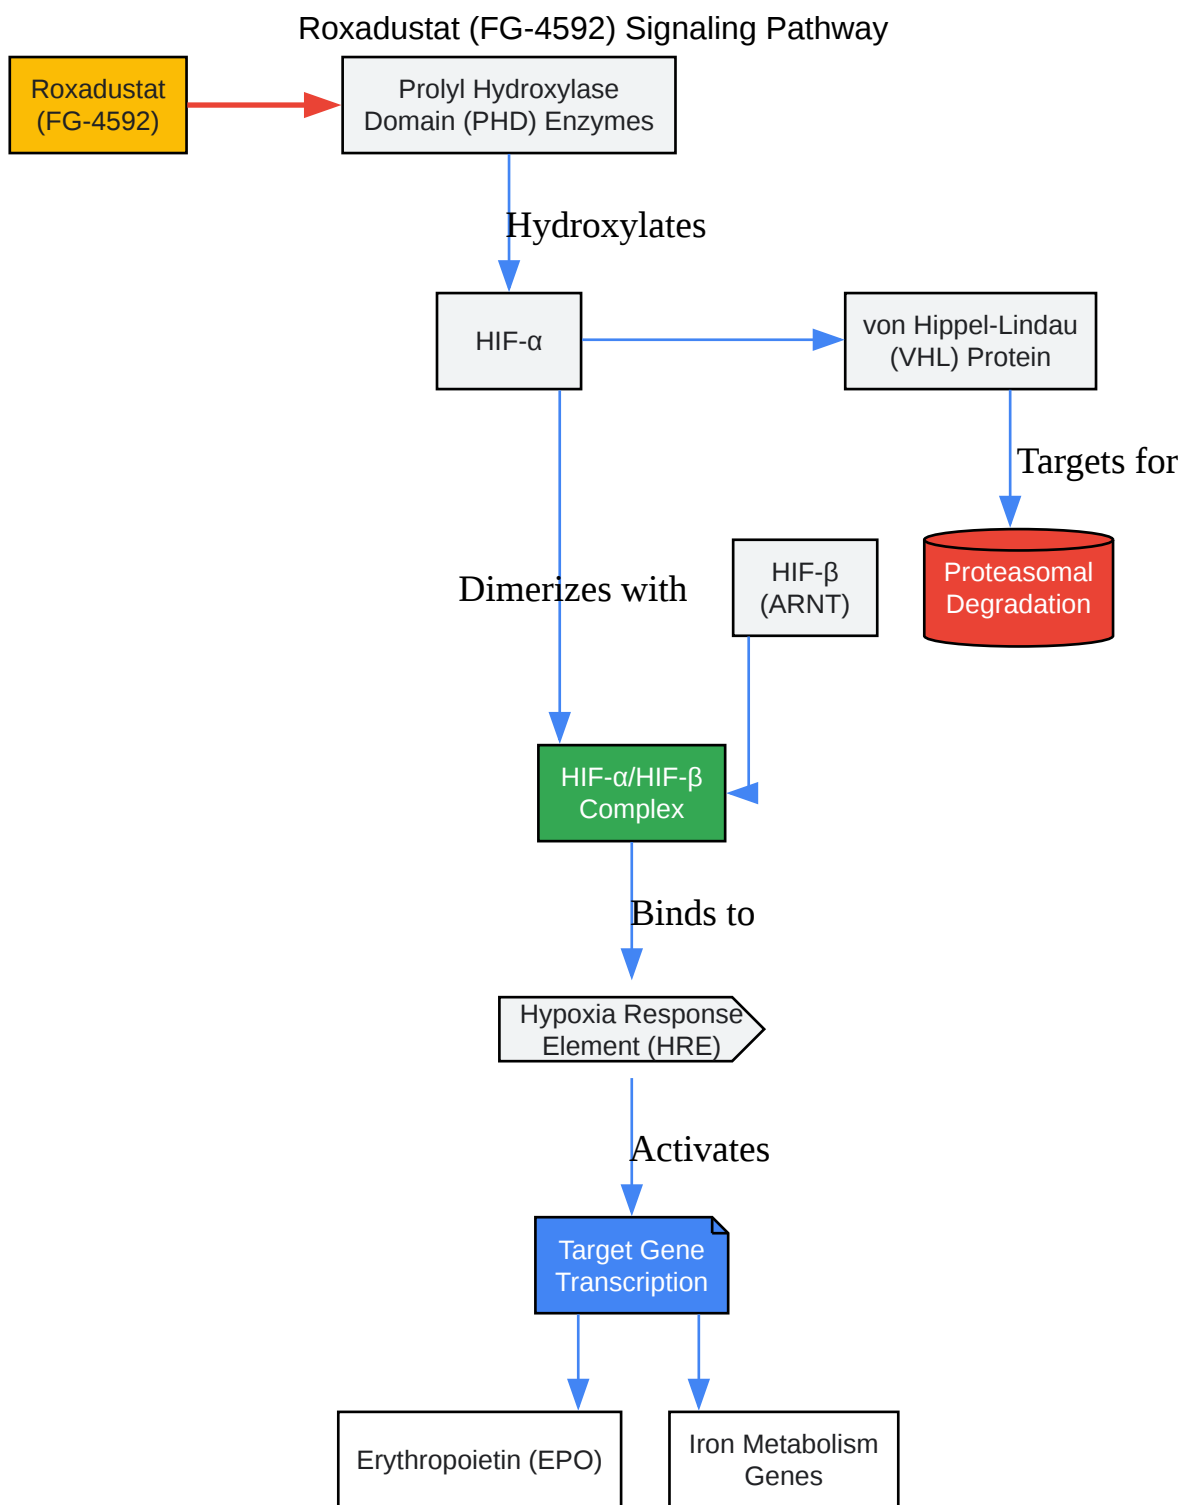 Roxadustat (FG-4592) Signaling Pathway
Roxadustat
(FG-4592)
Prolyl Hydroxylase
Domain (PHD) Enzymes
Hydroxylates
HIF-α
von Hippel-Lindau
(VHL) Protein
Targets for
Dimerizes with
HIF-β
(ARNT)
Proteasomal
Degradation
HIF-α/HIF-β
Complex
Binds to
Hypoxia Response
Element (HRE)
Activates
Target Gene
Transcription
Erythropoietin (EPO)
Iron Metabolism
Genes